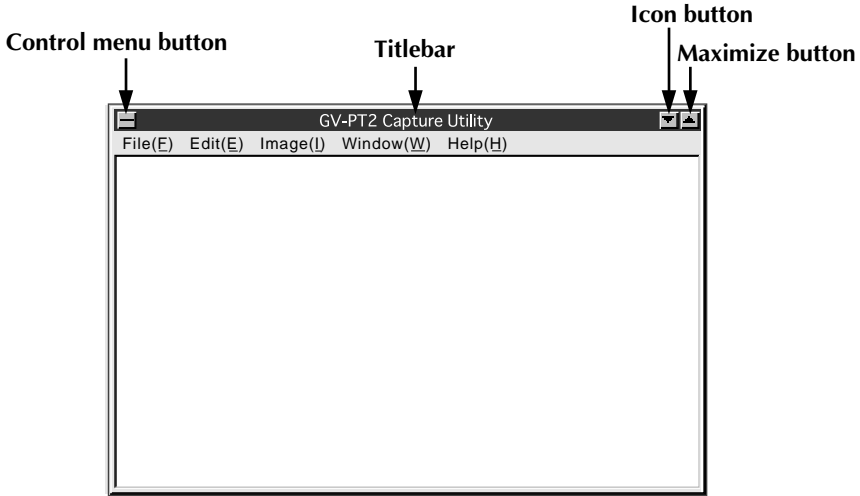 Icon button
Control menu button
Titlebar
Maximize button
GV-PT2 Capture Utility
File(F) Edit(E) Image(I) Window(W) Help(H)